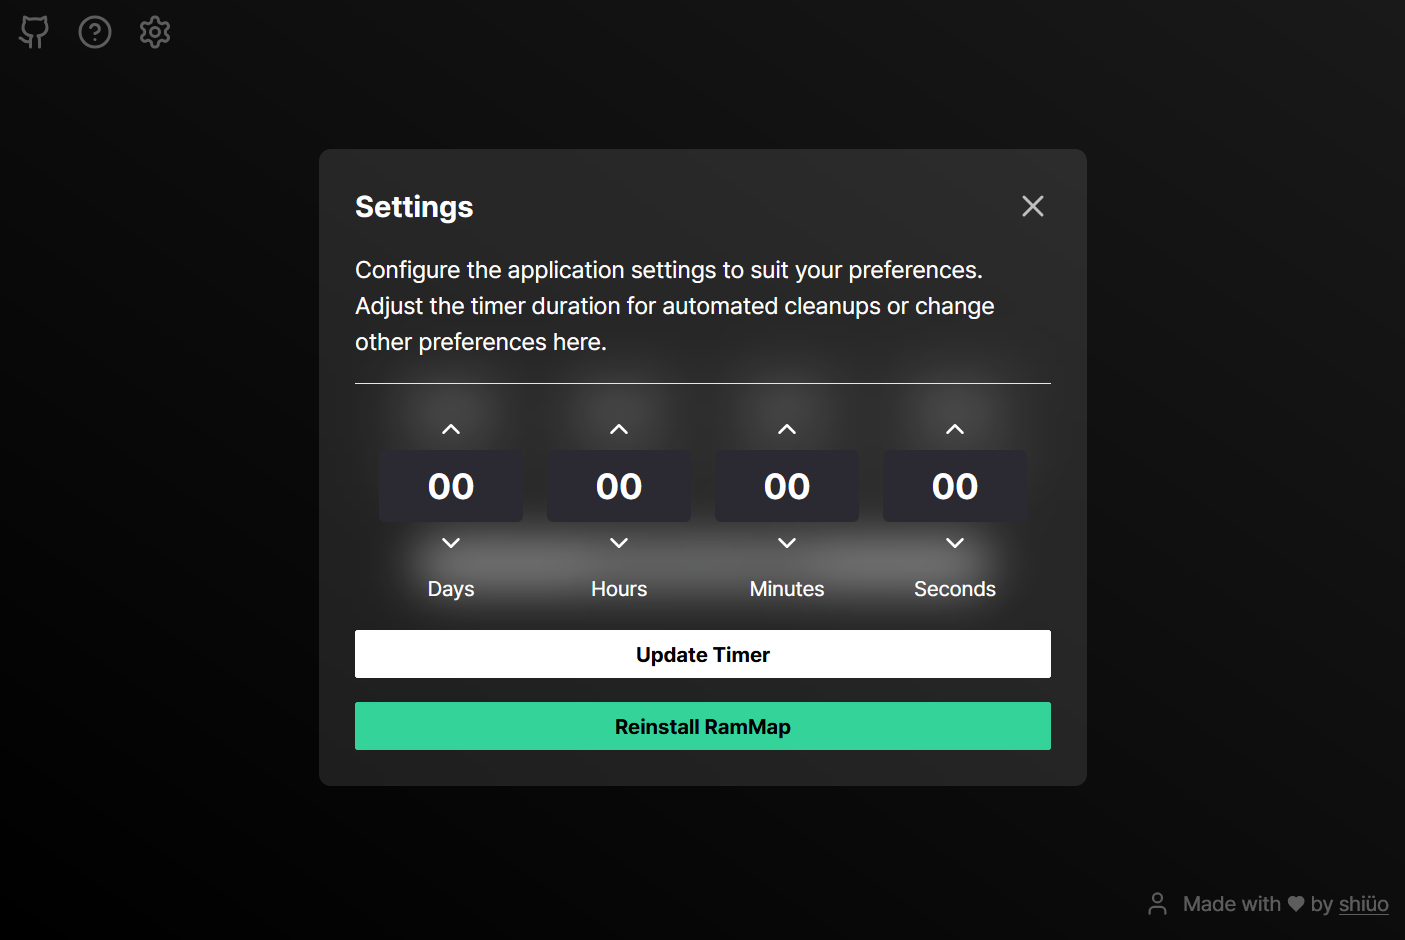 Settings
Configure the application settings to suit your preferences.
Adjust the timer duration for automated cleanups or change
other preferences here.
00 00 00 00
Days Hours Minutes Seconds
Update Timer
Reinstall RamMap
Made with ♥ by shiüo